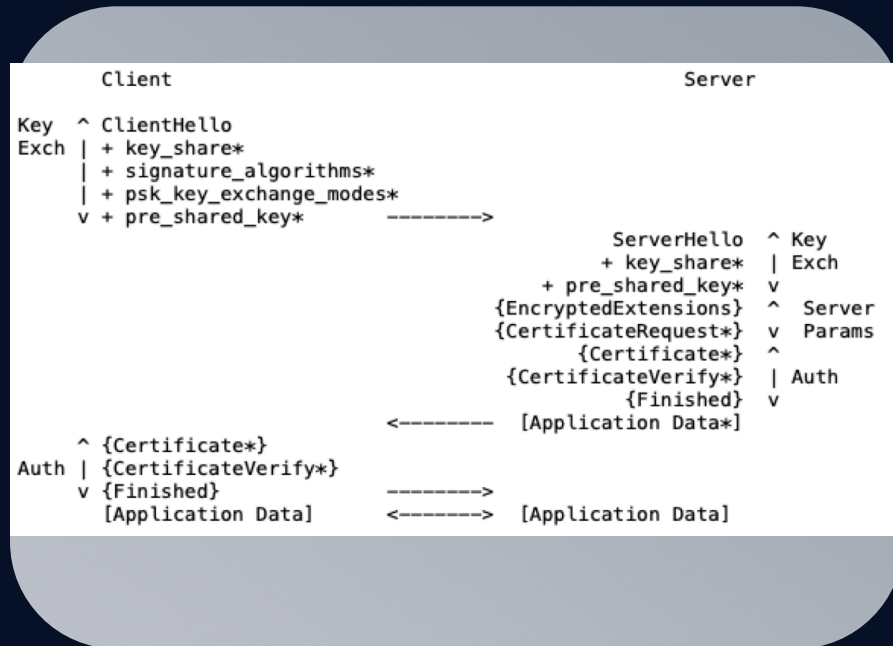 Client Server
Key ^ ClientHello
Exch | + key_share*
| + signature_algorithms*
| + psk_key_exchange_modes*
v + pre_shared_key* -------->
ServerHello ^ Key
+ key_share* | Exch
+ pre_shared_key* v
{EncryptedExtensions} ^ Server
{CertificateRequest*} v Params
{Certificate*} ^
{CertificateVerify*} | Auth
{Finished} v
<-------- [Application Data*]
^ {Certificate*}
Auth | {CertificateVerify*}
v {Finished} -------->
[Application Data] <-------> [Application Data]